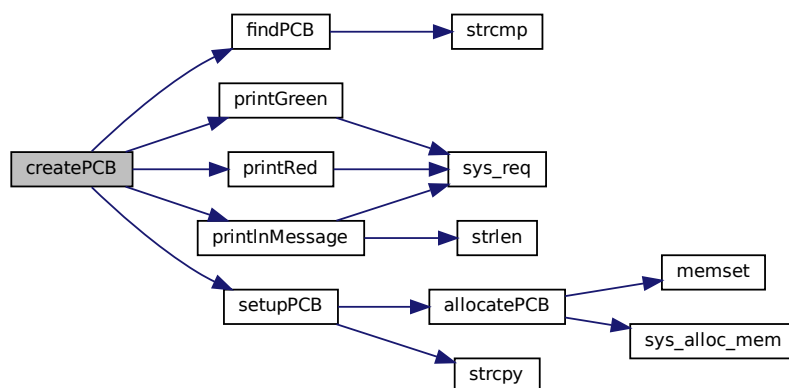 findPCB
strcmp
printGreen
createPCB
printRed
sys_req
printlnMessage
strlen
memset
setupPCB
allocatePCB
sys_alloc_mem
strcpy